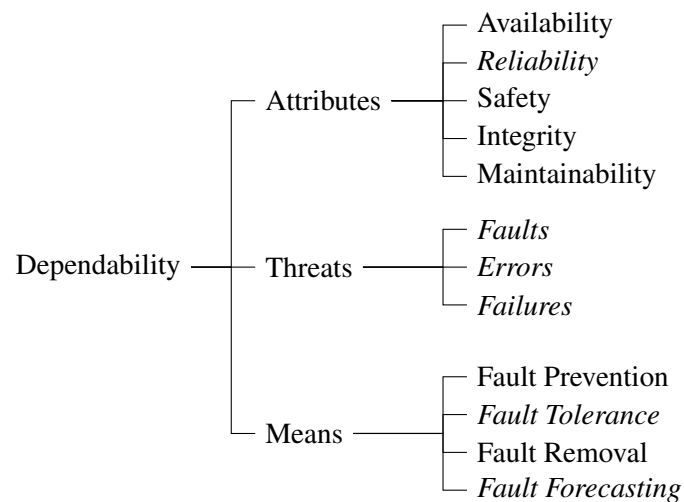 Dependability
Attributes
Availability
Reliability
Safety
Integrity
Maintainability
Threats
Faults
Errors
Failures
Means
Fault Prevention
Fault Tolerance
Fault Removal
Fault Forecasting